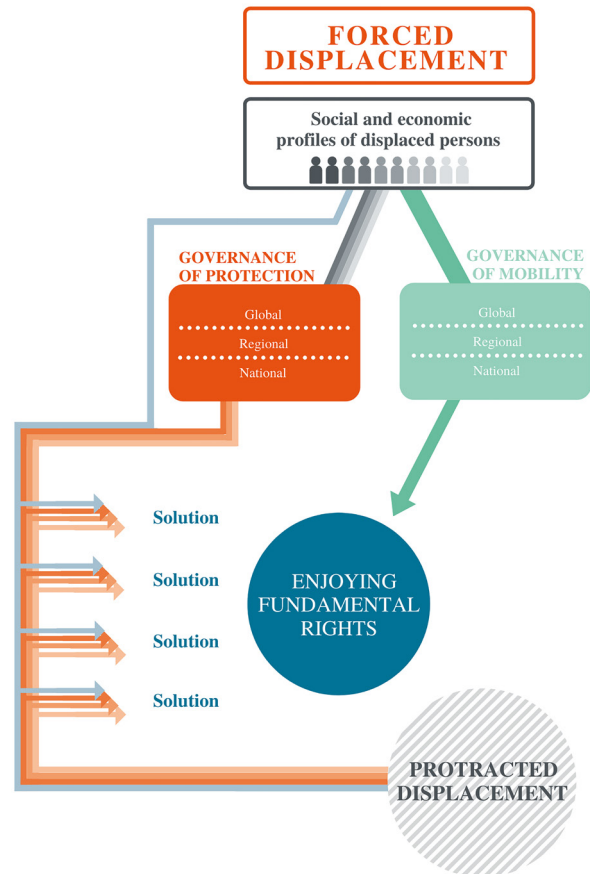 FORCED
DISPLACEMENT
Social and economic
profiles of displaced persons
GOVERNANCE
OF PROTECTION
Global
Regional
National
GOVERNANCE
OF MOBILITY
Global
Regional
National
Solution
Solution
Solution
Solution
ENJOYING
FUNDAMENTAL
RIGHTS
PROTRACTED
DISPLACEMENT